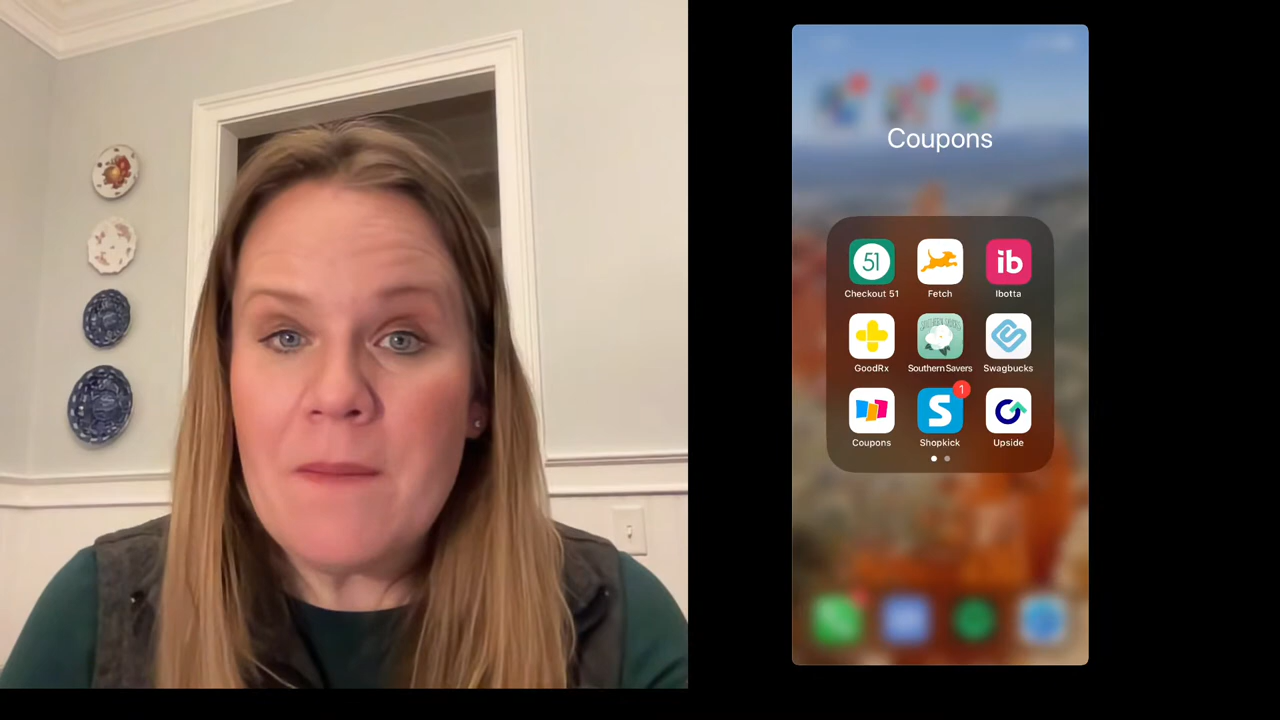 Coupons
51
ib
Checkout 51
Fetch
Ibotta
GoodRx
Southern Savers
Swagbucks
1
S
Coupons
Shopkick
Upside